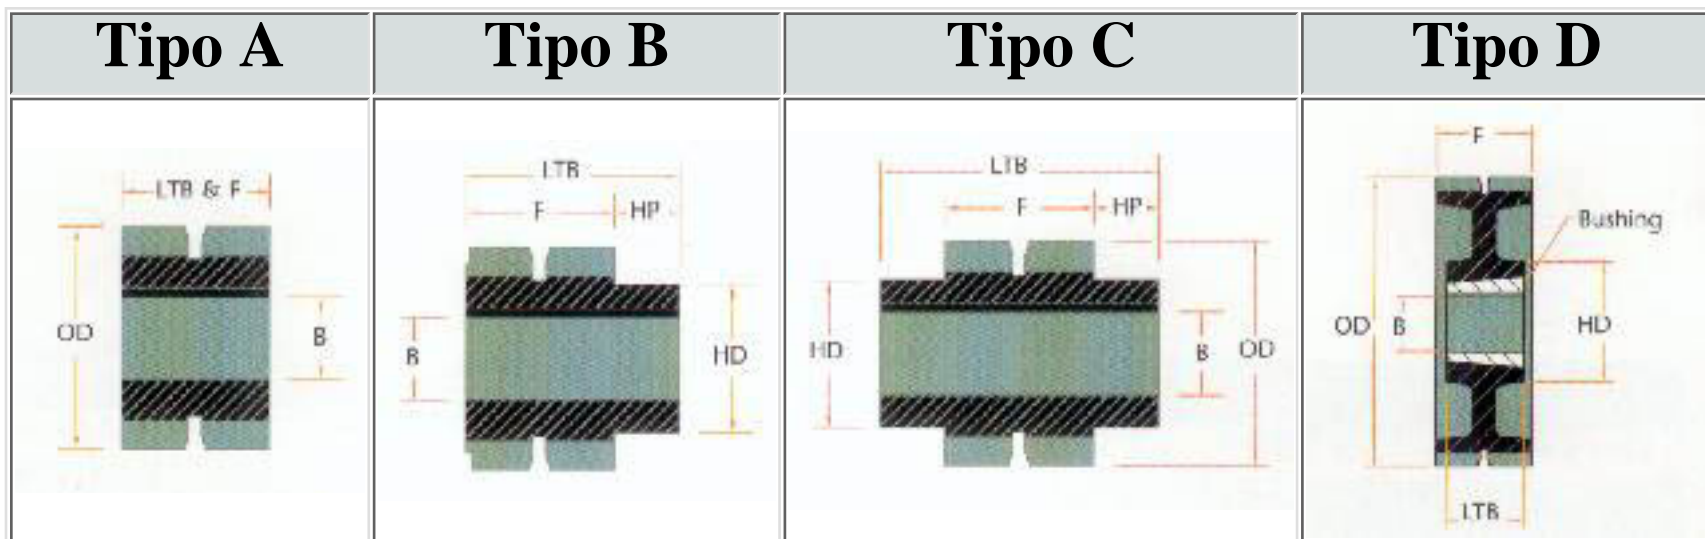 Tipo A
Tipo B
Tipo C
Tipo D
LTB & F
OD
B
LTB
F
HP
B
HD
LTB
F
HP
HD
B
OD
F
Bushing
OD
B
HD
LTB